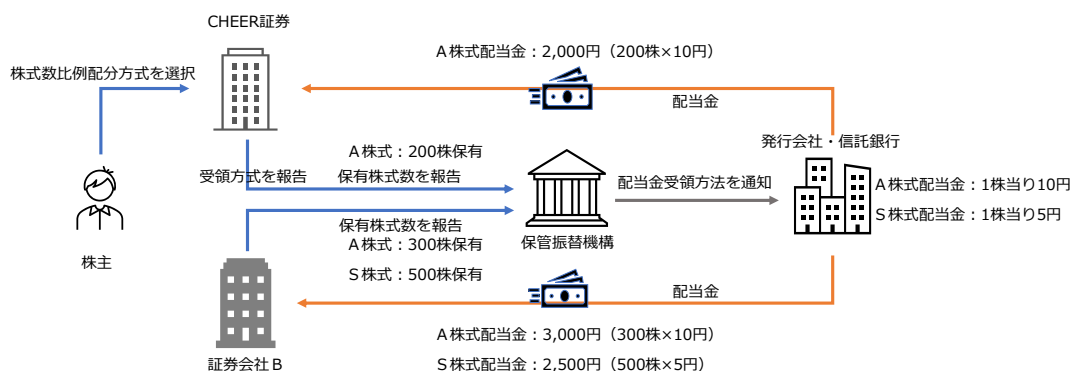 CHEER証券
A株式配当金：2,000円（200株×10円）
株式数比例配分方式を選択
配当金
発行会社・信託銀行
A株式：200株保有
受領方式を報告
保有株式数を報告
配当金受領方法を通知
A株式配当金：1株当り10円
S株式配当金：1株当り5円
保有株式数を報告
保管振替機構
A株式：300株保有
株主
S株式：500株保有
配当金
A株式配当金：3,000円（300株×10円）
証券会社B
S株式配当金：2,500円（500株×5円）